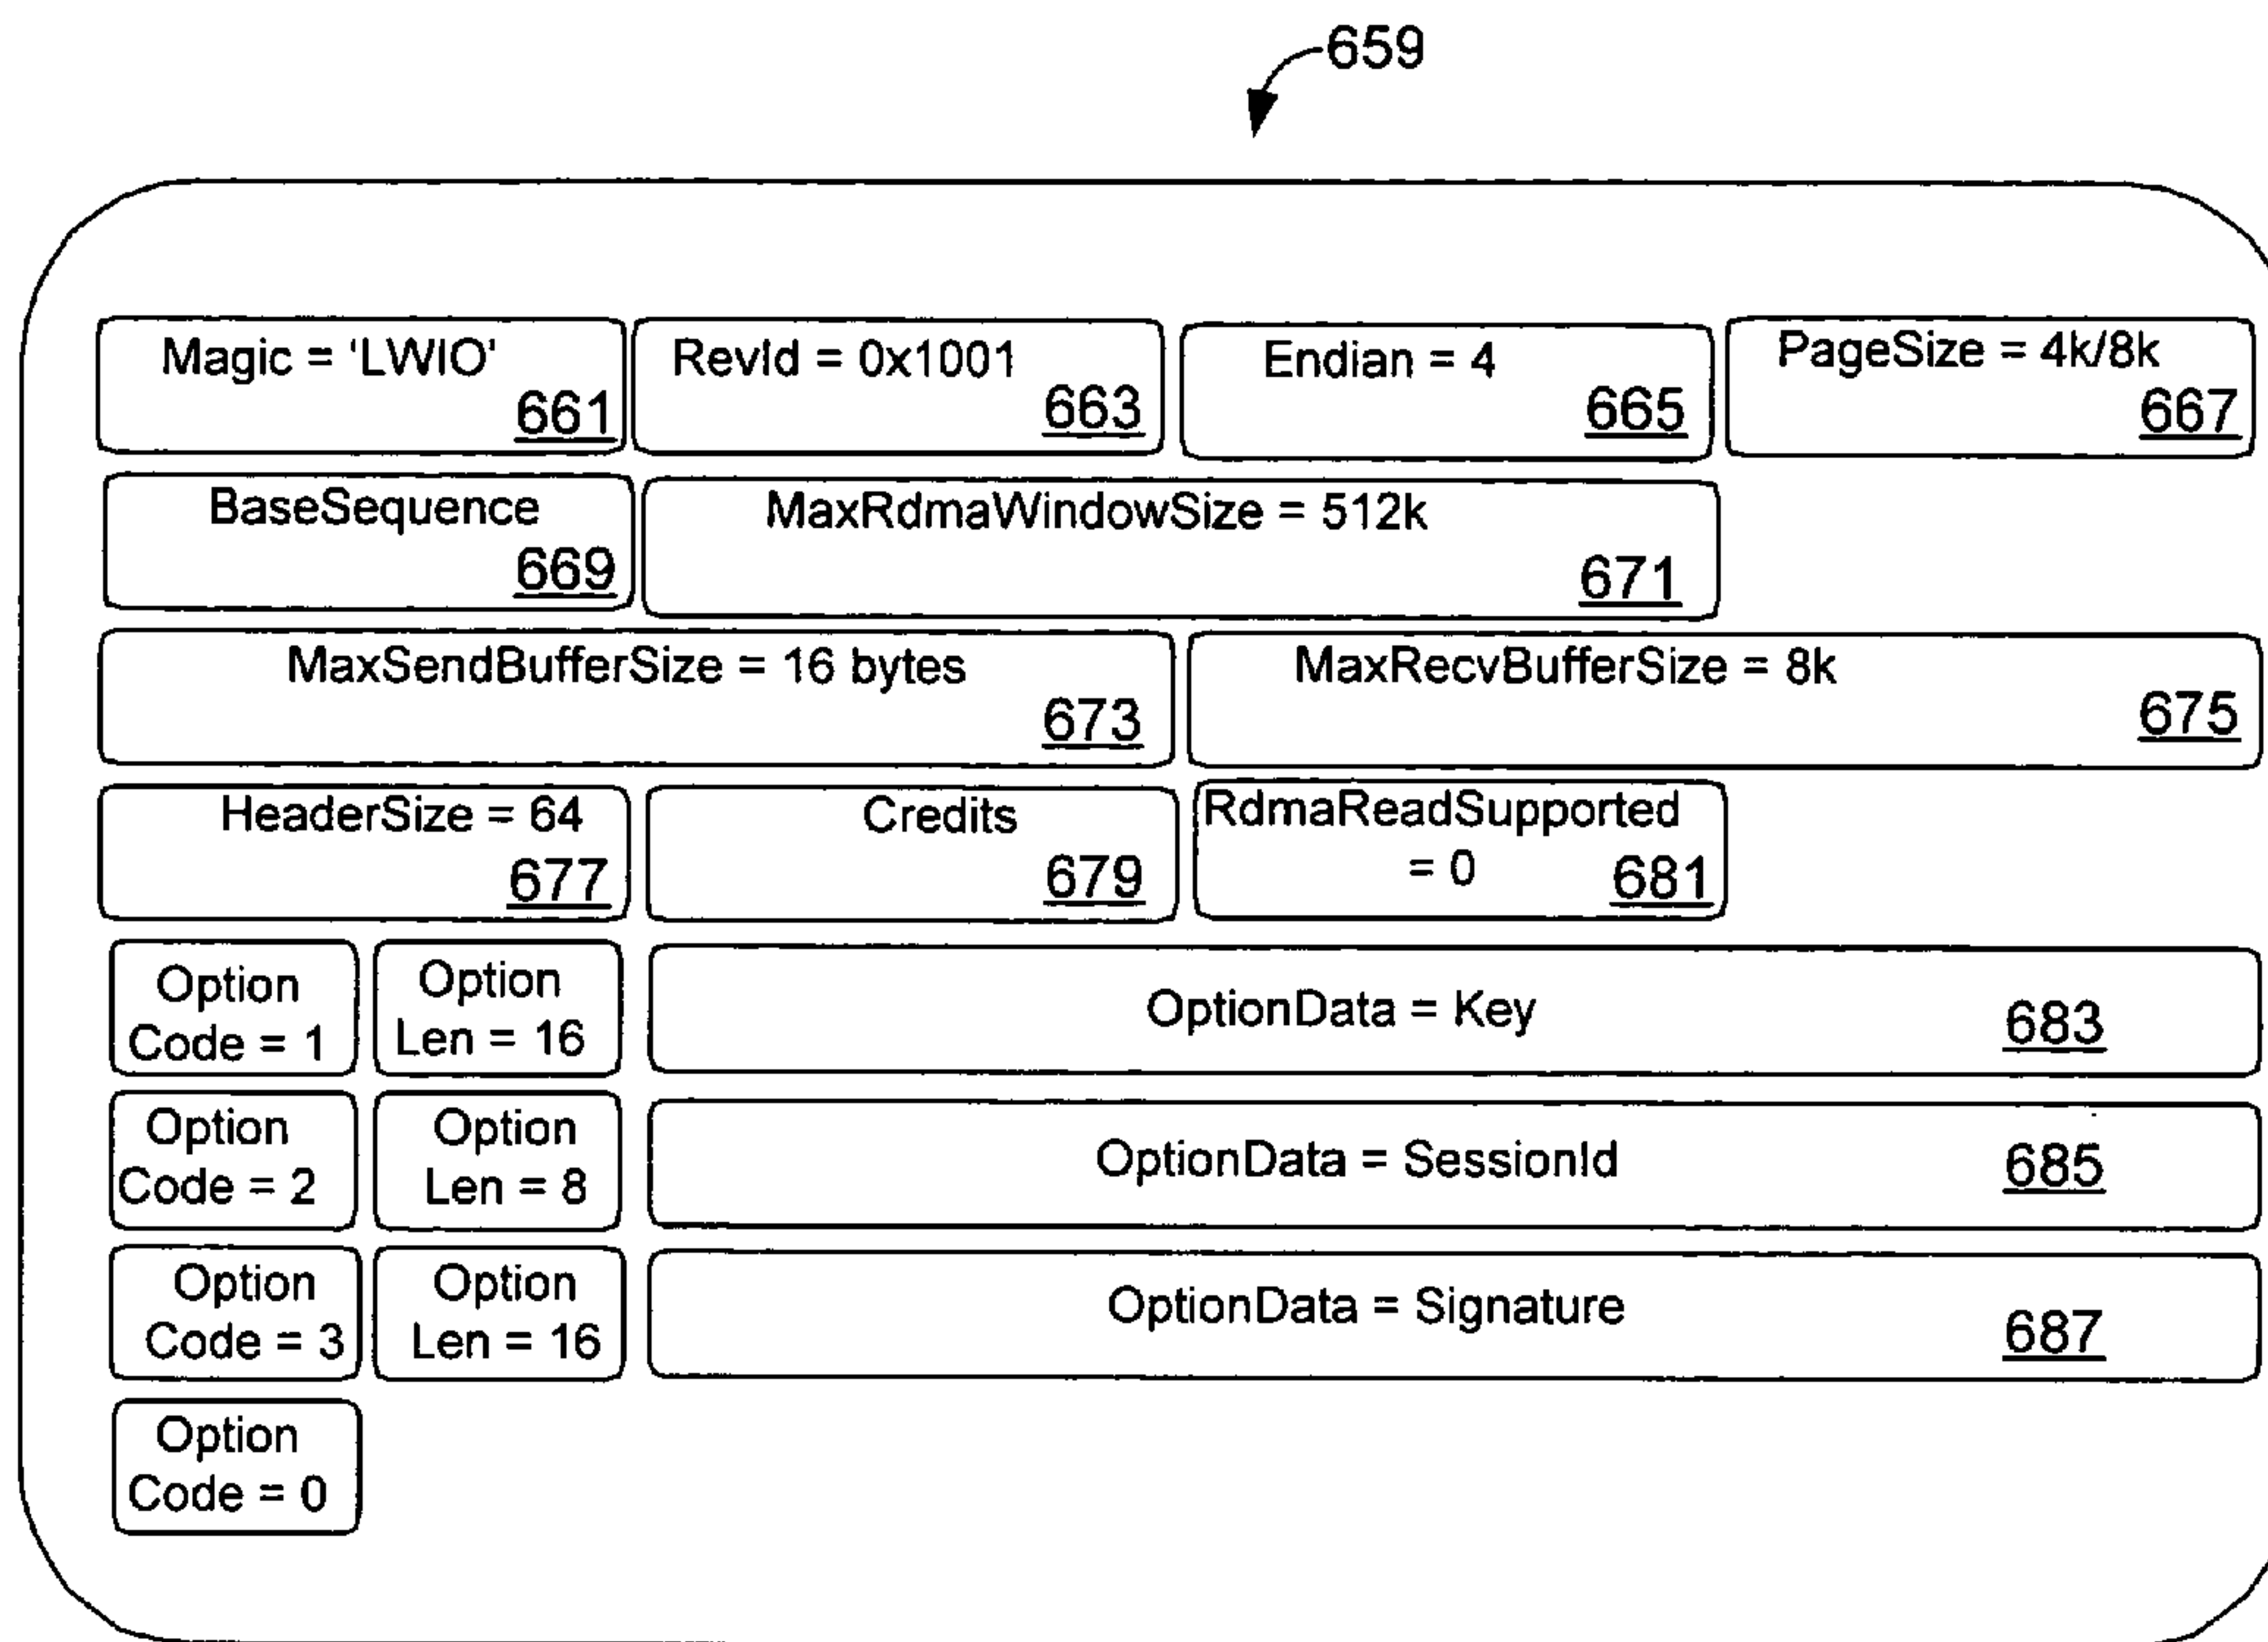 659
Magic = 'LWIO'
661
RevId = 0x1001
663
Endian = 4
665
PageSize = 4k/8k
667
BaseSequence
669
MaxRdmaWindowSize = 512k
671
MaxSendBufferSize = 16 bytes
673
MaxRecvBufferSize = 8k
675
HeaderSize = 64
677
Credits
679
RdmaReadSupported
= 0 681
Option
Code = 1
Option
Len = 16
OptionData = Key 683
Option
Code = 2
Option
Len = 8
OptionData = SessionId 685
Option
Code = 3
Option
Len = 16
OptionData = Signature
687
Option
Code = 0